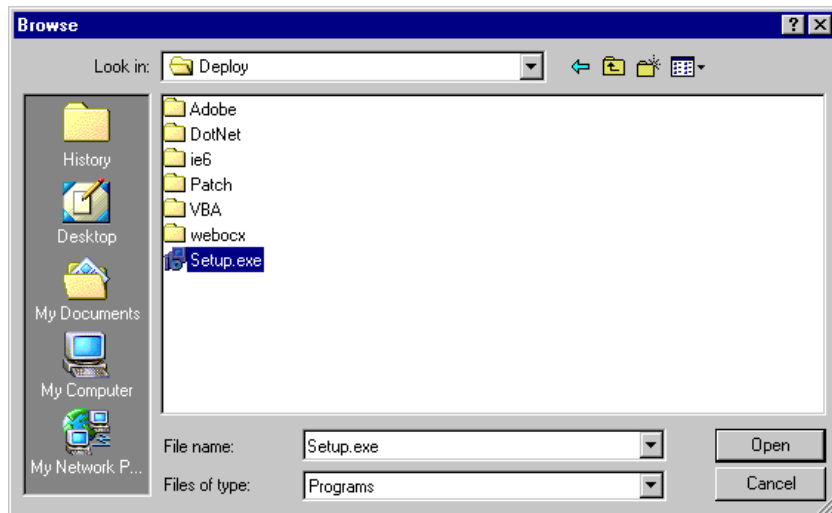 Browse
Look in: Deploy
History
Desktop
My Documents
My Computer
My Network P...
Adobe
DotNet
ie6
Patch
VBA
webocx
Setup.exe
File name: Setup.exe Open
Files of type: Programs Cancel